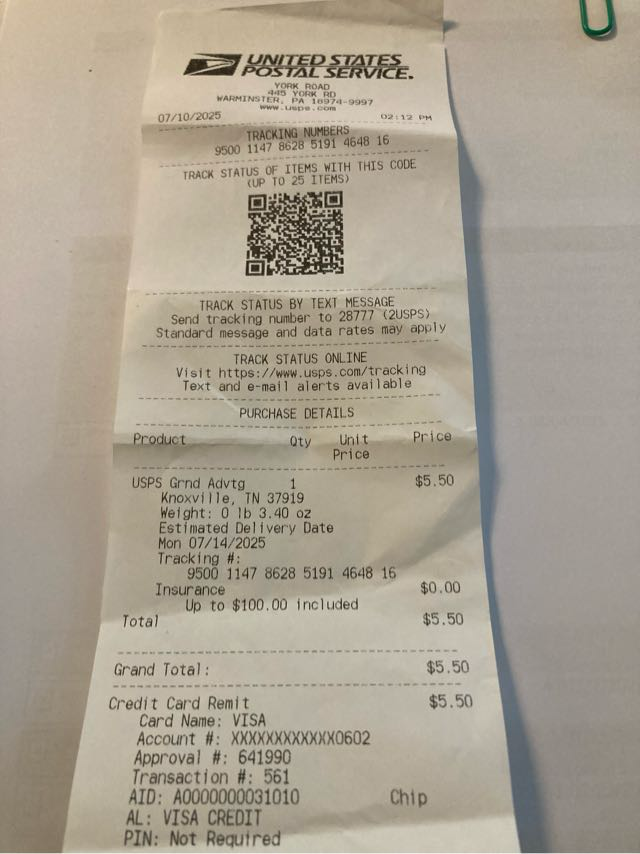 UNITED STATES
POSTAL SERVICE.
YORK ROAD
445 YORK RD
WARMINSTER, PA 18974-9997
www.usps.com
07/10/2025 02:12 PM
TRACKING NUMBERS
9500 1147 8628 5191 4648 16
TRACK STATUS OF ITEMS WITH THIS CODE
(UP TO 25 ITEMS)
TRACK STATUS BY TEXT MESSAGE
Send tracking number to 28777 (2USPS)
Standard message and data rates may apply
TRACK STATUS ONLINE
Visit https://www.usps.com/tracking
Text and e-mail alerts available
PURCHASE DETAILS
Product Qty Unit Price
Price
USPS Grnd Advtg 1 $5.50
Knoxville, TN 37919
Weight: 0 lb 3.40 oz
Estimated Delivery Date
Mon 07/14/2025
Tracking #:
9500 1147 8628 5191 4648 16
Insurance $0.00
Up to $100.00 included
Total $5.50
Grand Total: $5.50
Credit Card Remit $5.50
Card Name: VISA
Account #: XXXXXXXXXXXX0602
Approval #: 641990
Transaction #: 561
AID: A0000000031010 Chip
AL: VISA CREDIT
PIN: Not Required